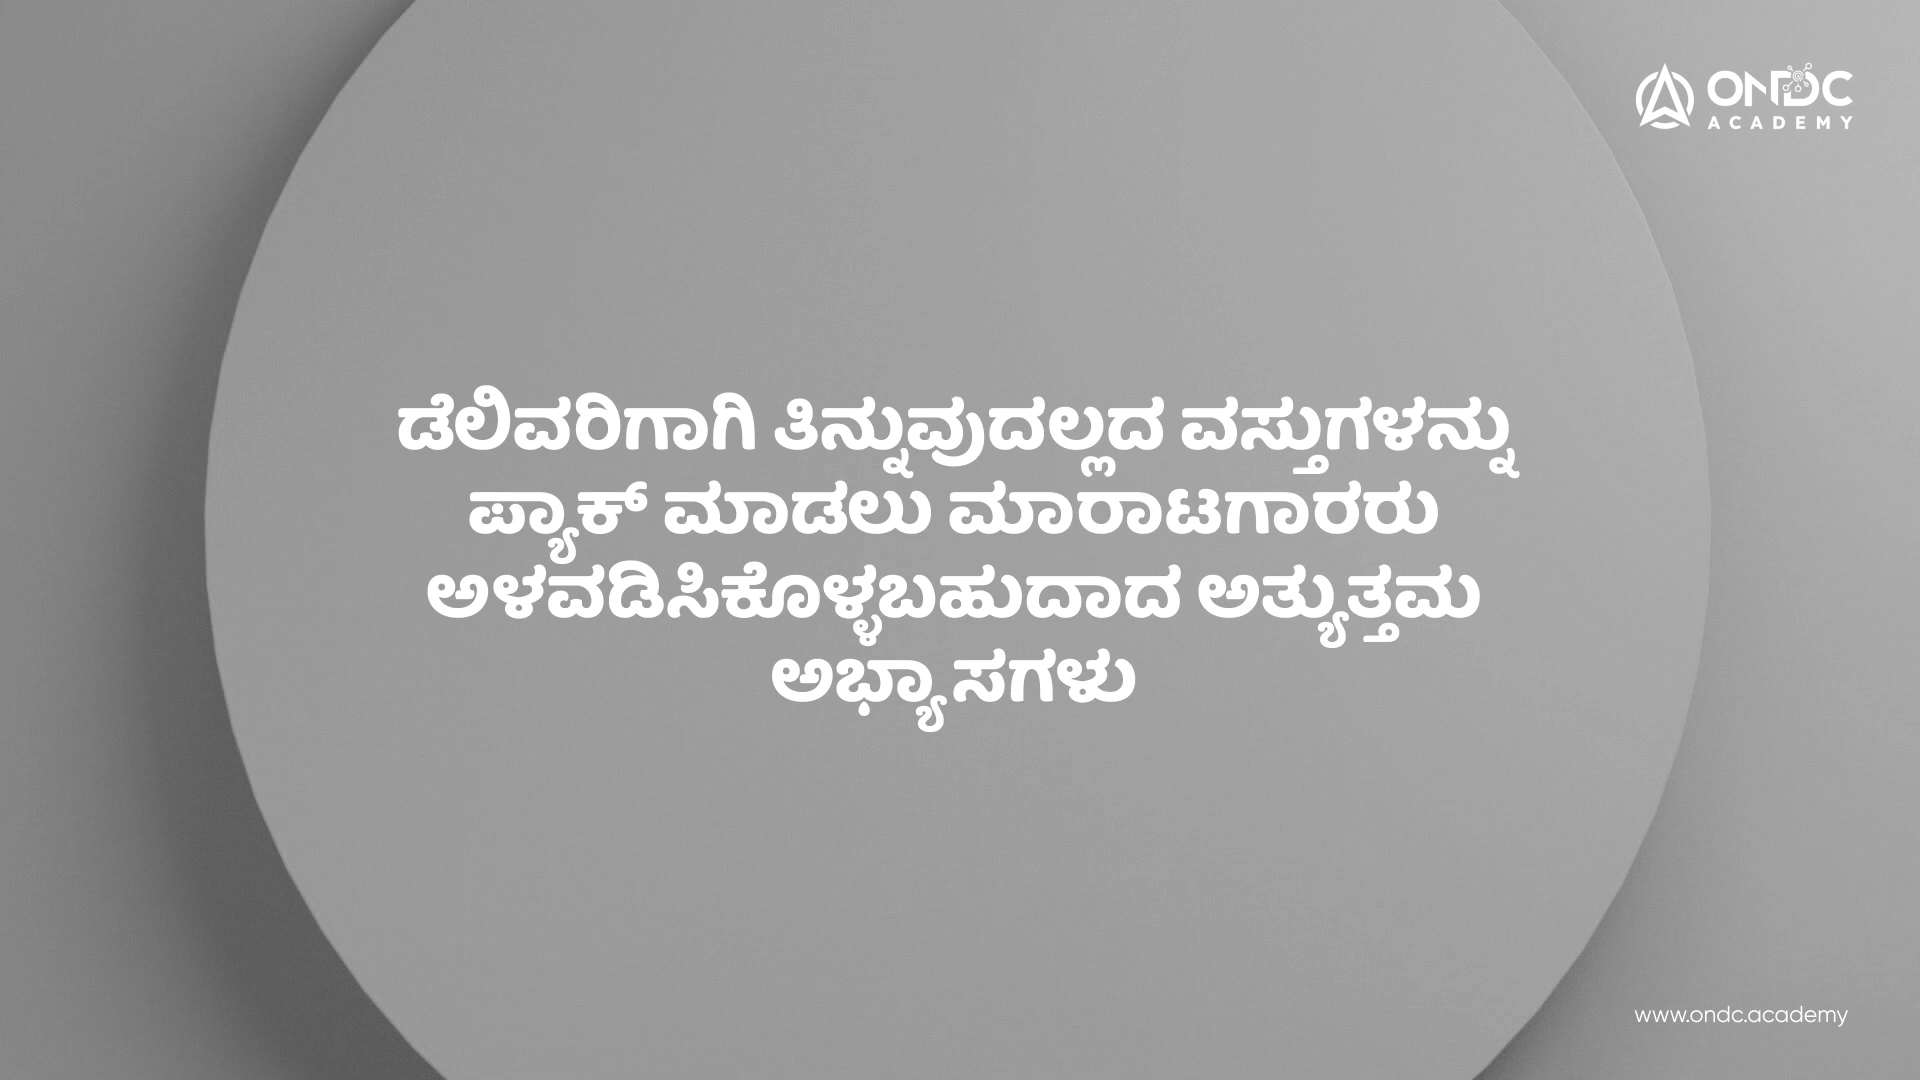 ONDC
ACADEMY
ಡೆಲಿವರಿಗಾಗಿ ತಿನ್ನುವುದಲ್ಲದ ವಸ್ತುಗಳನ್ನು
ಪ್ಯಾಕ್ ಮಾಡಲು ಮಾರಾಟಗಾರರು
ಅಳವಡಿಸಿಕೊಳ್ಳಬಹುದಾದ ಅತ್ಯುತ್ತಮ
ಅಭ್ಯಾಸಗಳು
www.ondc.academy